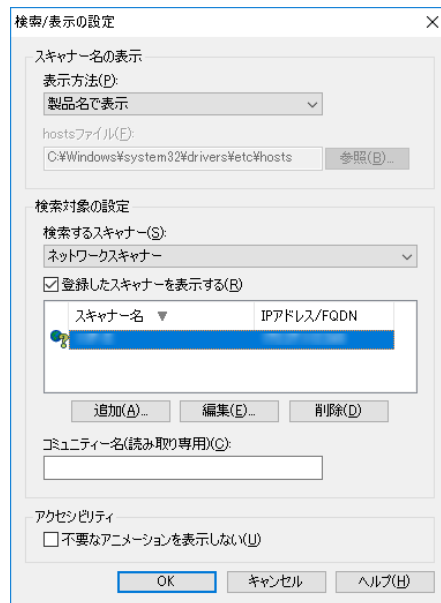 検索/表示の設定
スキャナー名の表示
表示方法(P):
製品名で表示
hostsファイル(F):
C:¥Windows¥system32¥drivers¥etc¥hosts 参照(B)...
検索対象の設定
検索するスキャナー(S):
ネットワークスキャナー
登録したスキャナーを表示する(R)
スキャナー名 ▼ IPアドレス/FQDN
追加(A)... 編集(E)... 削除(D)
コミュニティー名(読み取り専用)(C):
アクセシビリティ
不要なアニメーションを表示しない(U)
OK キャンセル ヘルプ(H)